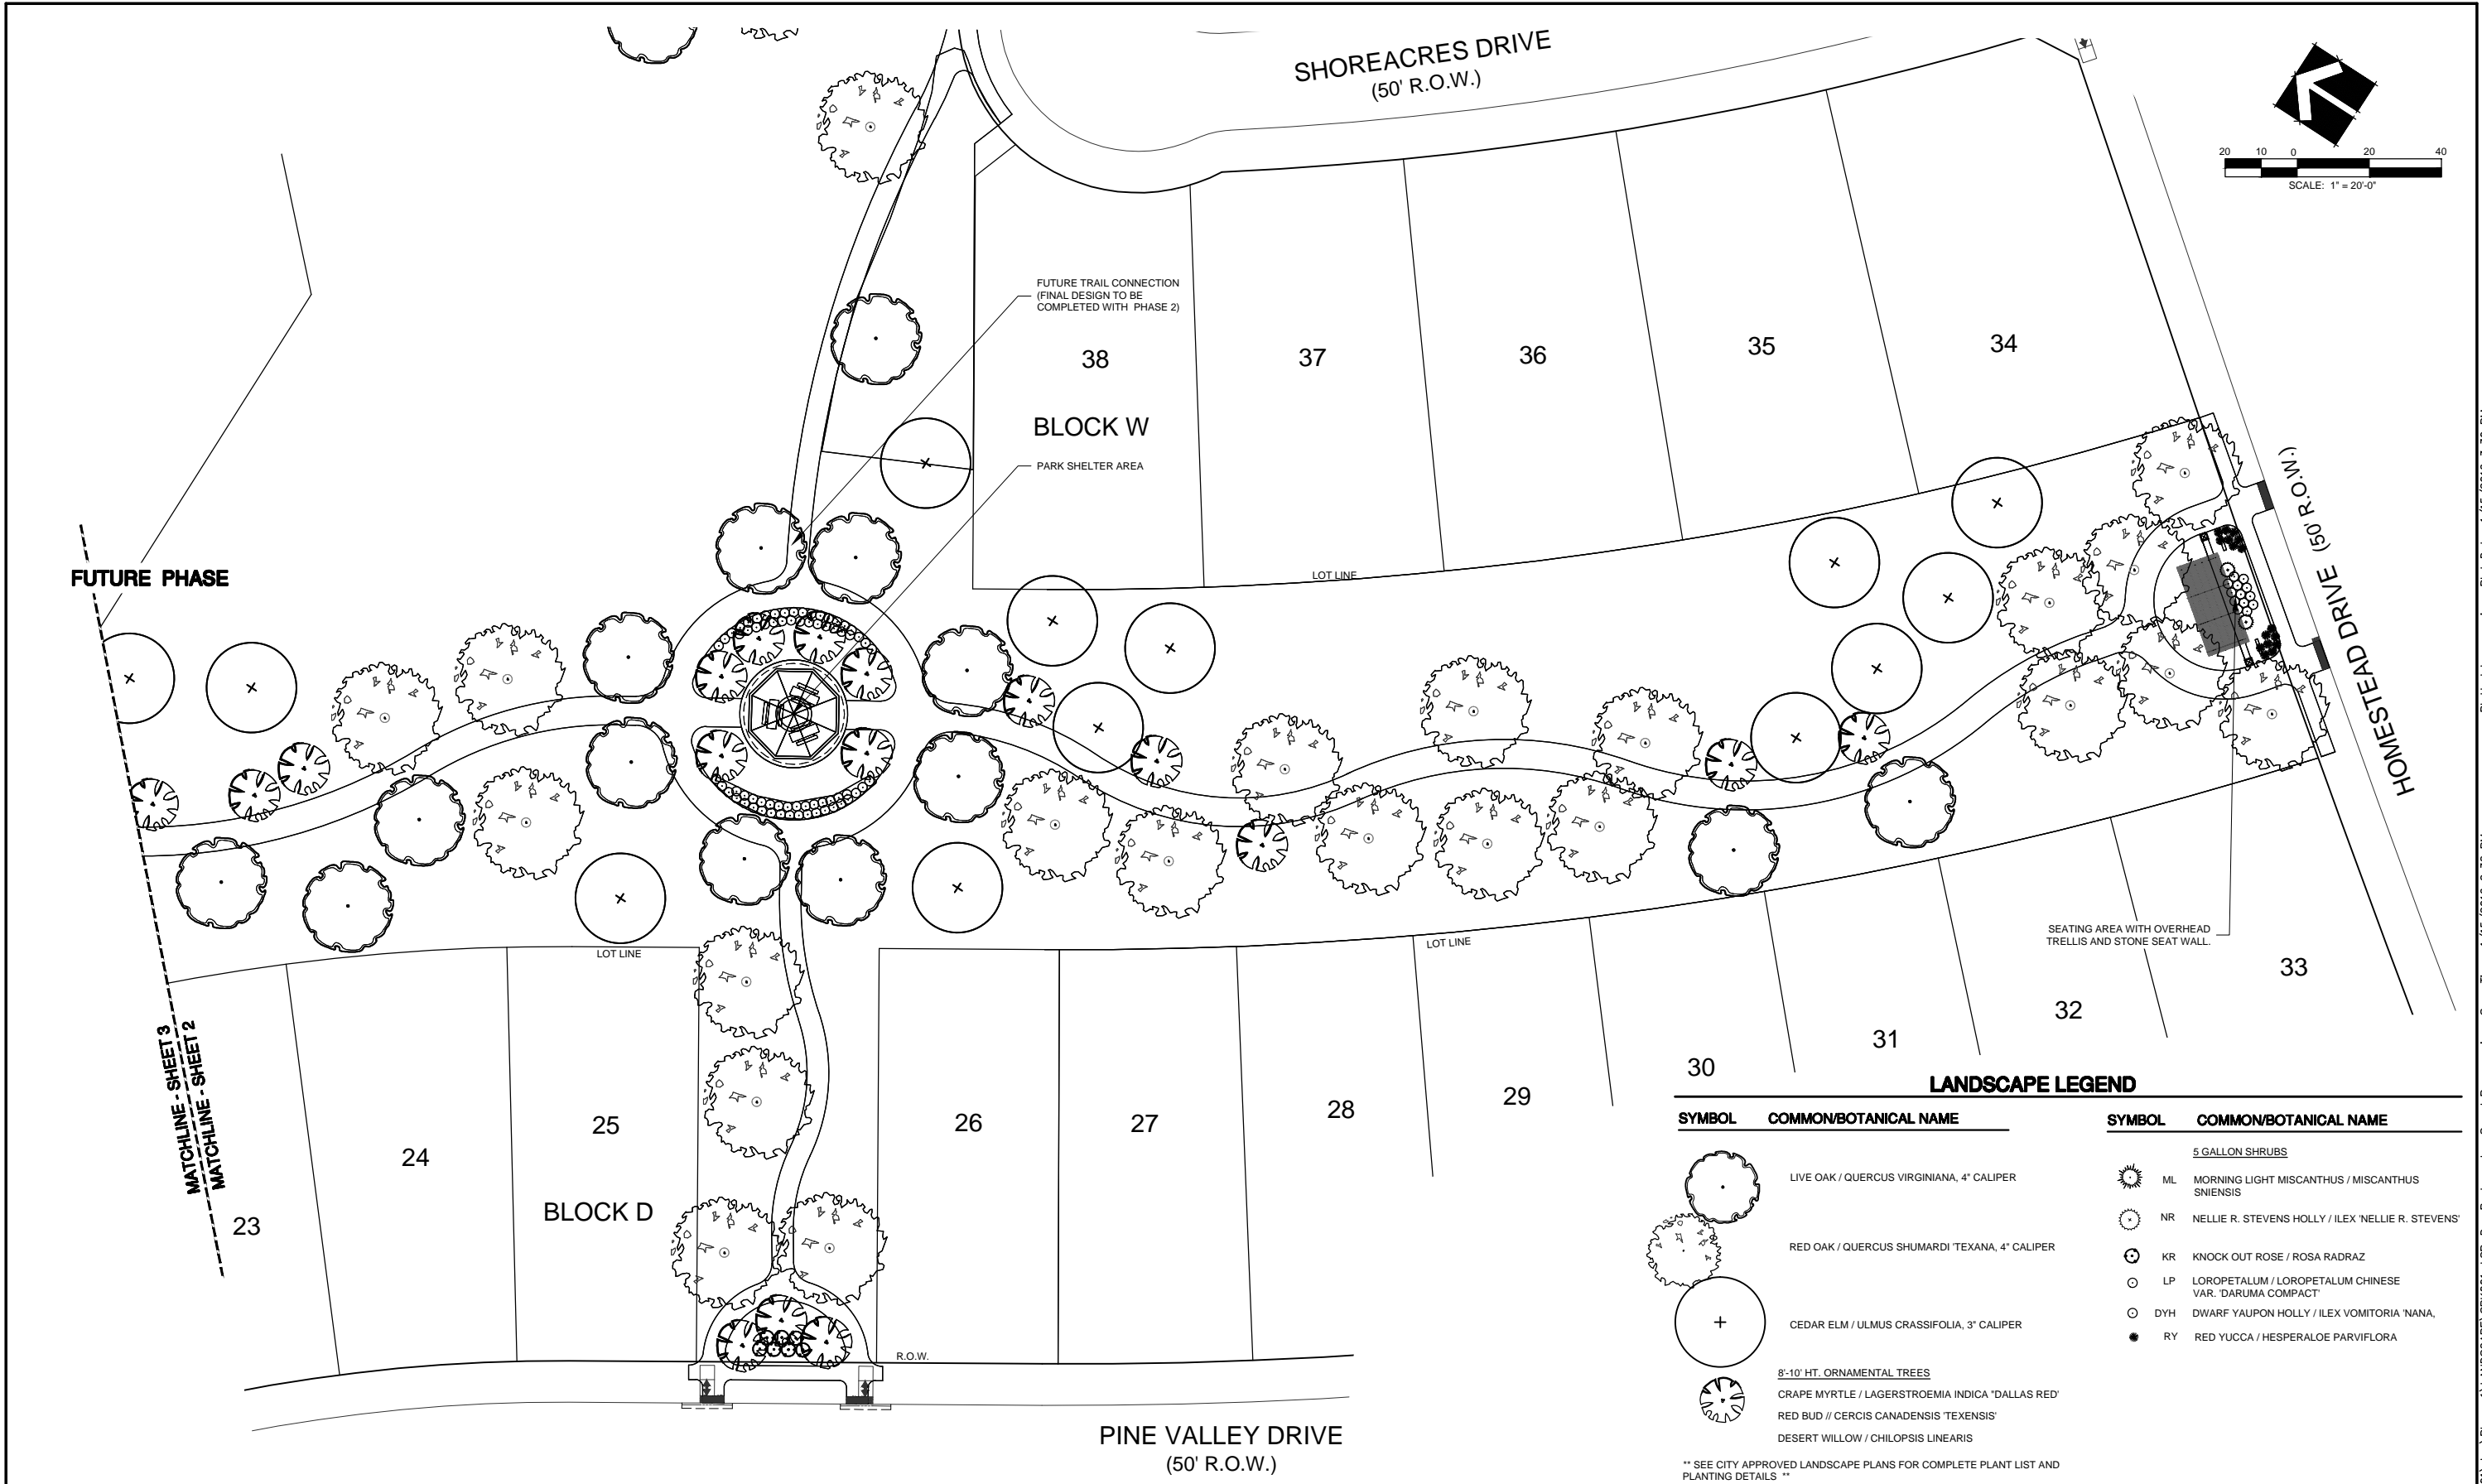 SHOREACRES DRIVE
(50' R.O.W.)
20 10 0 20 40
SCALE: 1" = 20'-0"
FUTURE TRAIL CONNECTION
(FINAL DESIGN TO BE
COMPLETED WITH PHASE 2)
38
37
36
35
34
BLOCK W
PARK SHELTER AREA
HOMESTEAD DRIVE (50' R.O.W.)
FUTURE PHASE
LOT LINE
LOT LINE
LOT LINE
SEATING AREA WITH OVERHEAD
TRELLIS AND STONE SEAT WALL.
MATCHLINE - SHEET 3
MATCHLINE - SHEET 2
23
24
25
BLOCK D
26
27
28
29
30
31
32
33
R.O.W.
PINE VALLEY DRIVE
(50' R.O.W.)
LANDSCAPE LEGEND
SYMBOL COMMON/BOTANICAL NAME
LIVE OAK / QUERCUS VIRGINIANA, 4" CALIPER
RED OAK / QUERCUS SHUMARDI 'TEXANA, 4" CALIPER
CEDAR ELM / ULMUS CRASSIFOLIA, 3" CALIPER
8'-10' HT. ORNAMENTAL TREES
CRAPE MYRTLE / LAGERSTROEMIA INDICA "DALLAS RED'
RED BUD // CERCIS CANADENSIS 'TEXENSIS'
DESERT WILLOW / CHILOPSIS LINEARIS
** SEE CITY APPROVED LANDSCAPE PLANS FOR COMPLETE PLANT LIST AND
PLANTING DETAILS **
SYMBOL COMMON/BOTANICAL NAME
5 GALLON SHRUBS
ML MORNING LIGHT MISCANTHUS / MISCANTHUS
SNIENSIS
NR NELLIE R. STEVENS HOLLY / ILEX 'NELLIE R. STEVENS'
KR KNOCK OUT ROSE / ROSA RADRAZ
LP LOROPETALUM / LOROPETALUM CHINESE
VAR. 'DARUMA COMPACT'
DYH DWARF YAUPON HOLLY / ILEX VOMITORIA 'NANA,
RY RED YUCCA / HESPERALOE PARVIFLORA